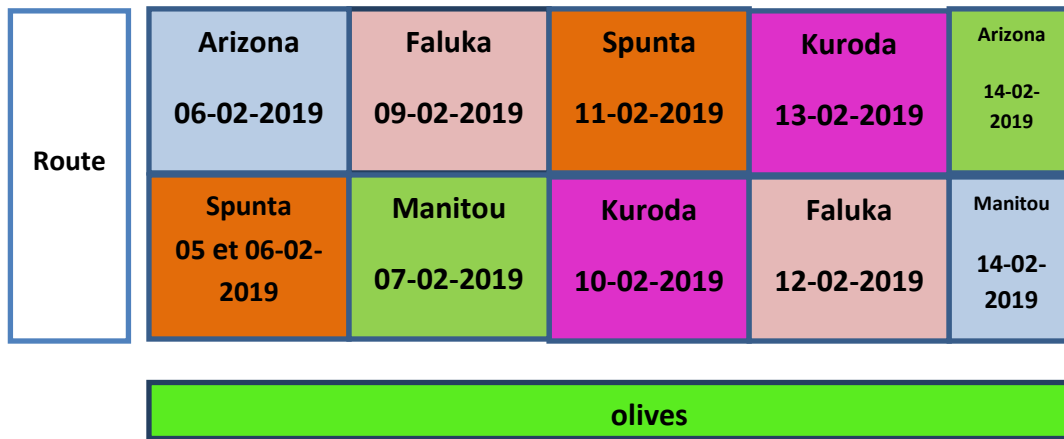 Route
Arizona
06-02-2019
Faluka
09-02-2019
Spunta
11-02-2019
Kuroda
13-02-2019
Arizona
14-02-
2019
Spunta
05 et 06-02-
2019
Manitou
07-02-2019
Kuroda
10-02-2019
Faluka
12-02-2019
Manitou
14-02-
2019
olives